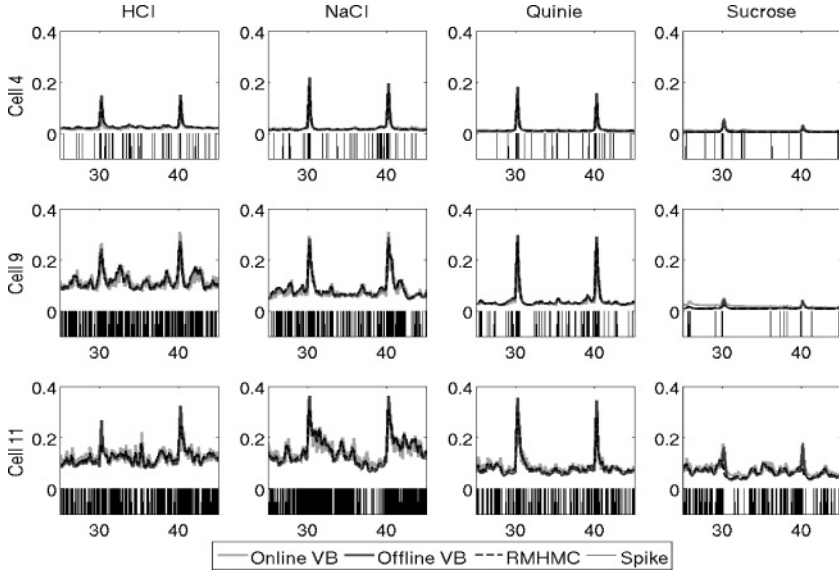 HCl NaCl Quinie Sucrose
Cell 4
0.4 0.4 0.4 0.4
0.2 0.2 0.2 0.2
0 0 0 0
30 40 30 40 30 40 30 40
Cell 9
0.4 0.4 0.4 0.4
0.2 0.2 0.2 0.2
0 0 0 0
30 40 30 40 30 40 30 40
Cell 11
0.4 0.4 0.4 0.4
0.2 0.2 0.2 0.2
0 0 0 0
30 40 30 40 30 40 30 40
Online VB Offline VB RMHMC Spike